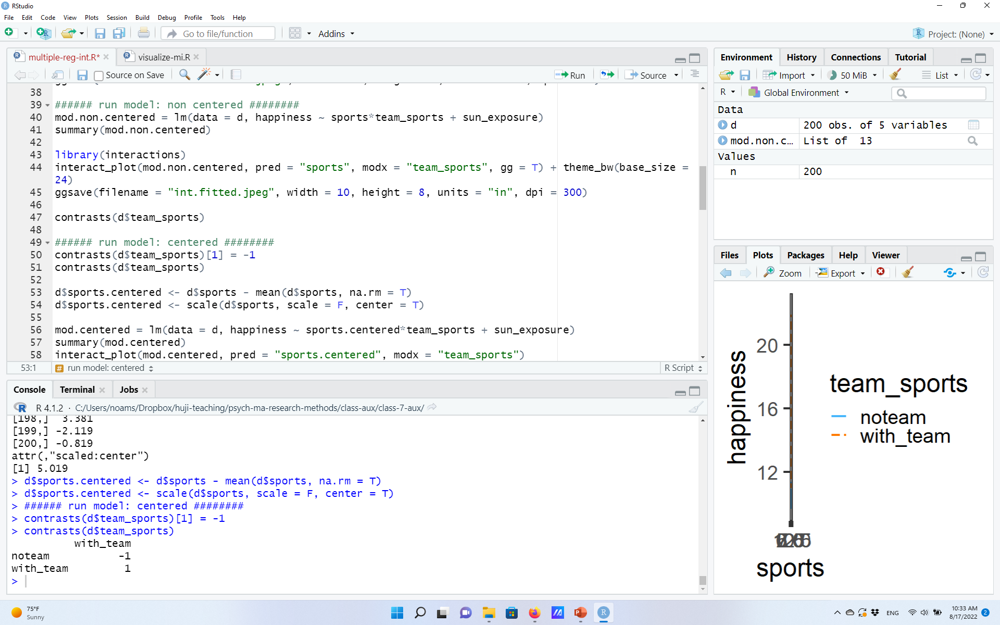 RStudio
File Edit Code View Plots Session Build Debug Profile Tools Help
Go to file/function Addins Project: (None)
multiple-reg-int.R* visualize-mi.R
Source on Save Run Source
38
39 ###### run model: non centered ########
40 mod.non.centered = lm(data = d, happiness ~ sports*team_sports + sun_exposure)
41 summary(mod.non.centered)
42
43 library(interactions)
44 interact_plot(mod.non.centered, pred = "sports", modx = "team_sports", gg = T) + theme_bw(base_size =
24)
45 ggsave(filename = "int.fitted.jpeg", width = 10, height = 8, units = "in", dpi = 300)
46
47 contrasts(d$team_sports)
48
49 ###### run model: centered ########
50 contrasts(d$team_sports)[1] = -1
51 contrasts(d$team_sports)
52
53 d$sports.centered <- d$sports - mean(d$sports, na.rm = T)
54 d$sports.centered <- scale(d$sports, scale = F, center = T)
55
56 mod.centered = lm(data = d, happiness ~ sports.centered*team_sports + sun_exposure)
57 summary(mod.centered)
58 interact_plot(mod.centered, pred = "sports.centered", modx = "team_sports")
53:1 # run model: centered R Script
Console Terminal Jobs
R 4.1.2 · C:/Users/noams/Dropbox/huji-teaching/psych-ma-research-methods/class-aux/class-7-aux/
[198,] 3.381
[199,] -2.119
[200,] -0.819
attr(,"scaled:center")
[1] 5.019
> d$sports.centered <- d$sports - mean(d$sports, na.rm = T)
> d$sports.centered <- scale(d$sports, scale = F, center = T)
> ###### run model: centered ########
> contrasts(d$team_sports)[1] = -1
> contrasts(d$team_sports)
with_team
noteam -1
with_team 1
>
Environment History Connections Tutorial
Import 50 MiB List
R Global Environment
Data
d 200 obs. of 5 variables
mod.non.c… List of 13
Values
n 200
Files Plots Packages Help Viewer
Zoom Export
happiness
20
16
12
sports
team_sports
noteam
with_team
75°F
Sunny
ENG
10:33 AM
8/17/2022
2